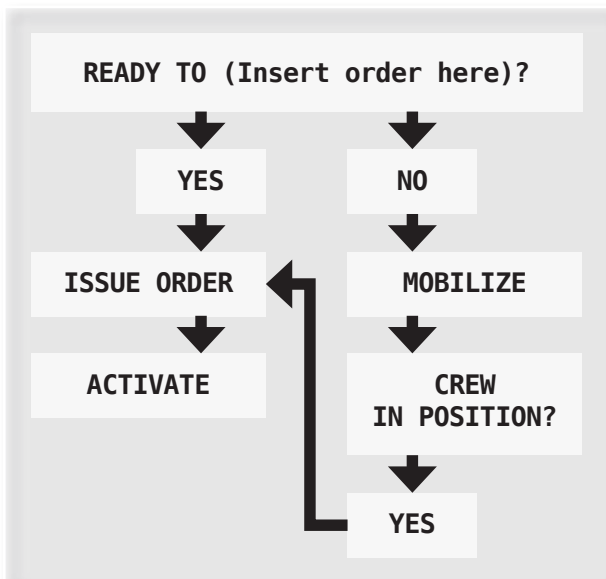 READY TO (Insert order here)?
YES
NO
ISSUE ORDER
MOBILIZE
ACTIVATE
CREW
IN POSITION?
YES